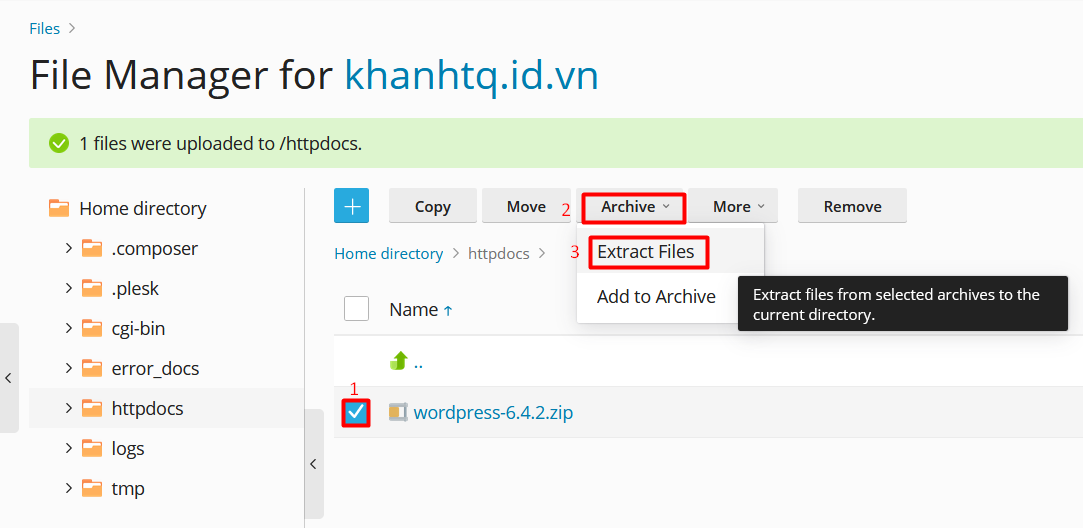 Files >
File Manager for khanhtq.id.vn
1 files were uploaded to /httpdocs.
Home directory
.composer
.plesk
cgi-bin
error_docs
httpdocs
logs
tmp
+ Copy Move 2 Archive More Remove
Home directory > httpdocs >
3 Extract Files
Add to Archive
Extract files from selected archives to the
current directory.
Name ↑
..
1
wordpress-6.4.2.zip